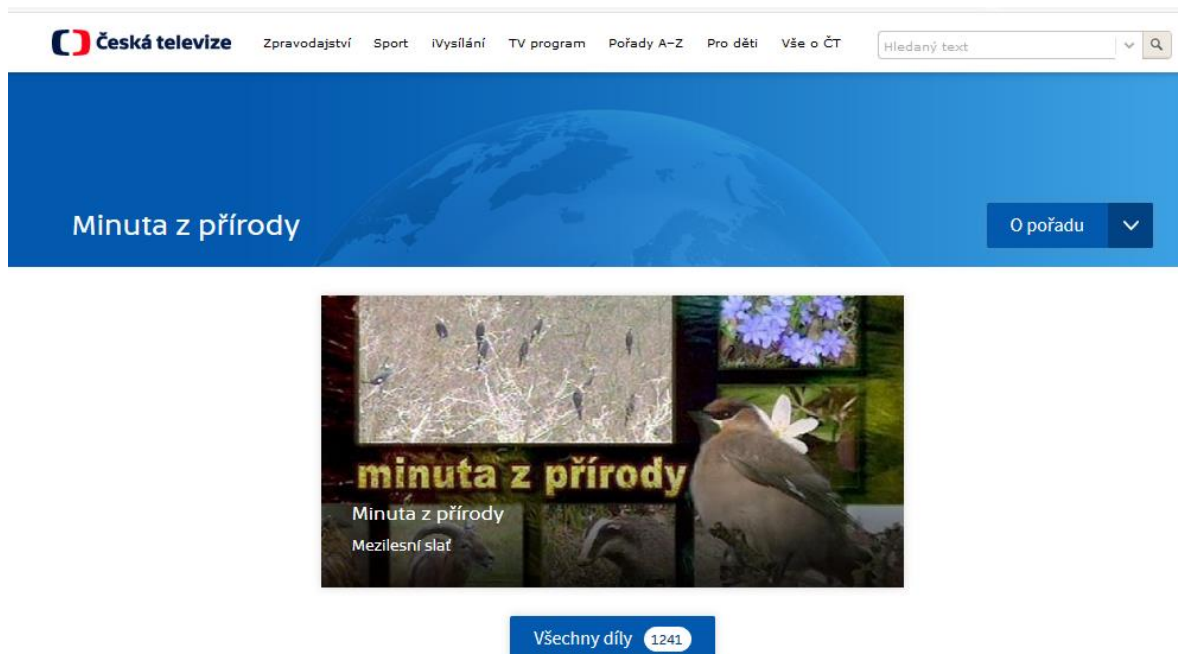 Česká televize Zpravodajství Sport iVysílání TV program Pořady A–Z Pro děti Vše o ČT Hledaný text
Minuta z přírody O pořadu
minuta z přírody
Minuta z přírody
Mezilesní slať
Všechny díly 1241